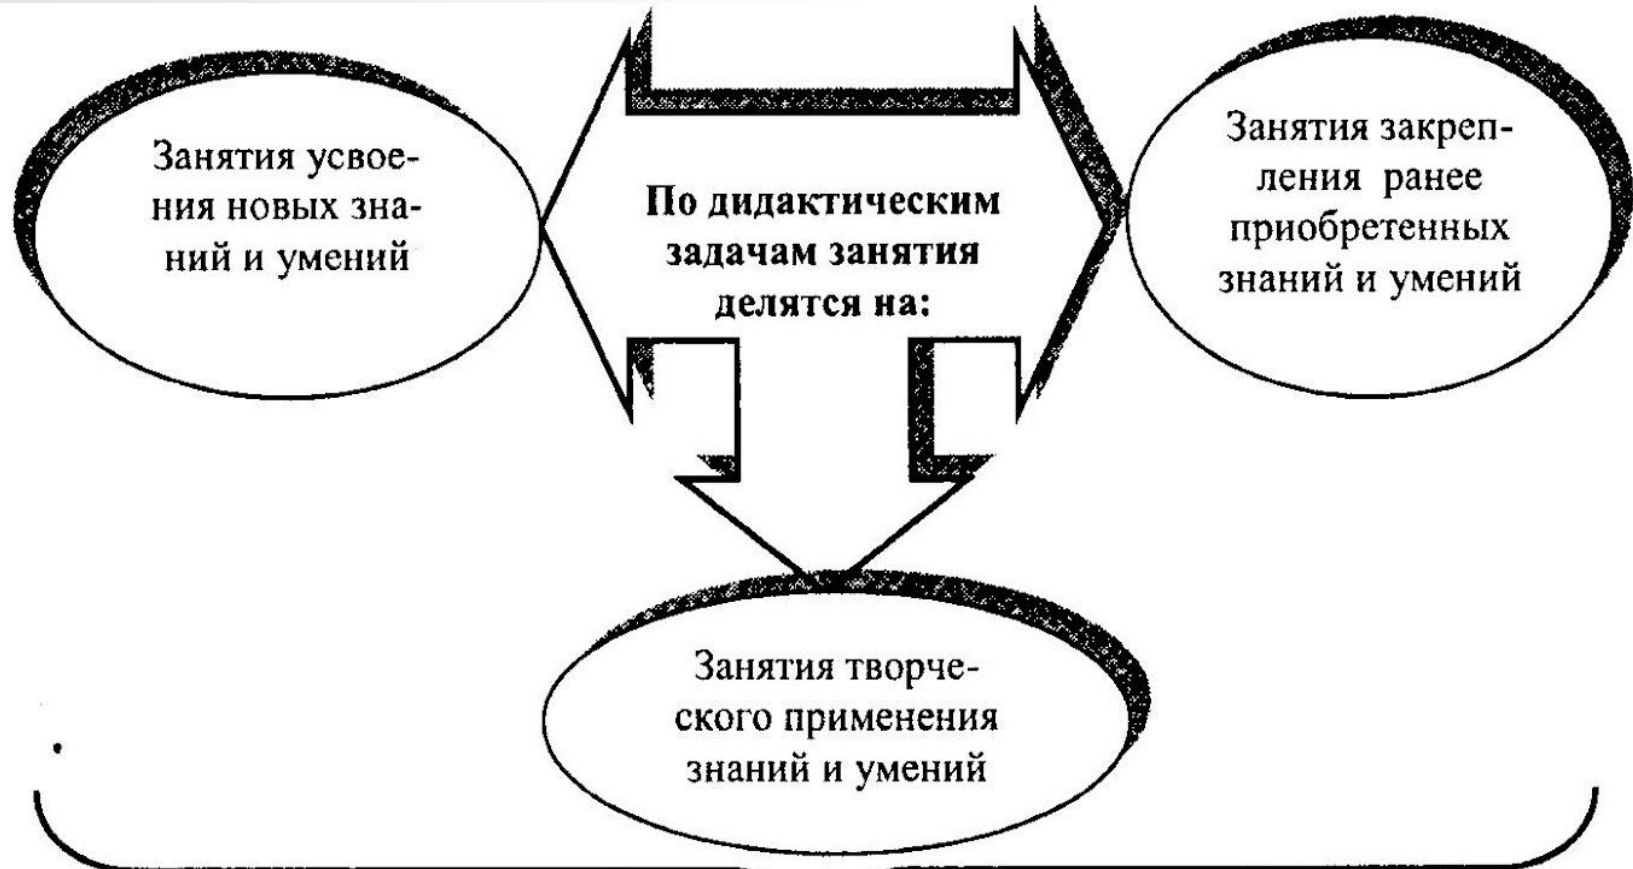 Занятия усвое-
ния новых зна-
ний и умений
По дидактическим
задачам занятия
делятся на:
Занятия закреп-
ления ранее
приобретенных
знаний и умений
Занятия творче-
ского применения
знаний и умений